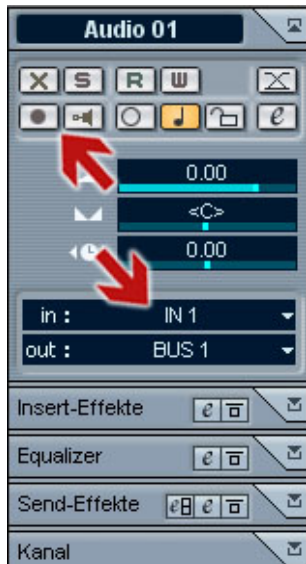 Audio 01
X S R W
e
0.00
<C>
0.00
in : IN 1
out : BUS 1
Insert-Effekte e
Equalizer e
Send-Effekte e e
Kanal